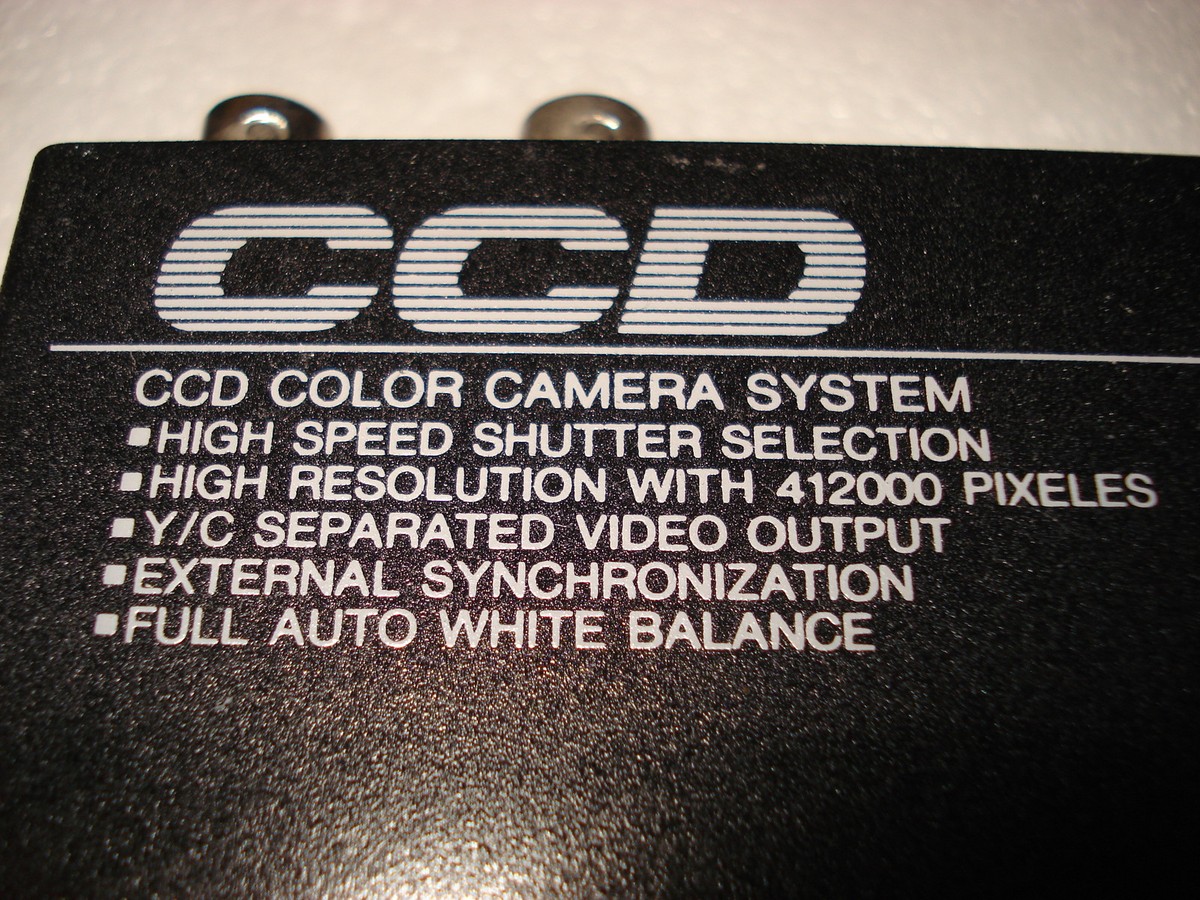 CCD
CCD COLOR CAMERA SYSTEM
▪HIGH SPEED SHUTTER SELECTION
▪HIGH RESOLUTION WITH 412000 PIXELES
▪Y/C SEPARATED VIDEO OUTPUT
▪EXTERNAL SYNCHRONIZATION
▪FULL AUTO WHITE BALANCE